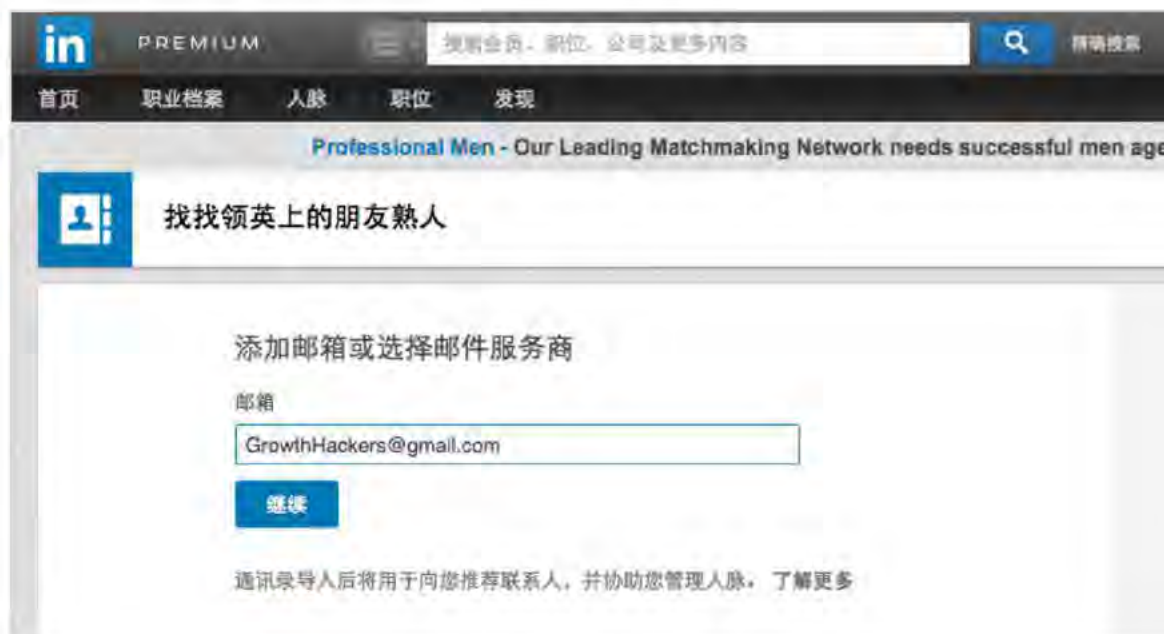 in PREMIUM 搜索会员、职位、公司及更多内容 精确搜索
首页 职业档案 人脉 职位 发现
Professional Men - Our Leading Matchmaking Network needs successful men age
找找领英上的朋友熟人
添加邮箱或选择邮件服务商
邮箱
GrowthHackers@gmail.com
继续
通讯录导入后将用于向您推荐联系人，并协助您管理人脉。 了解更多